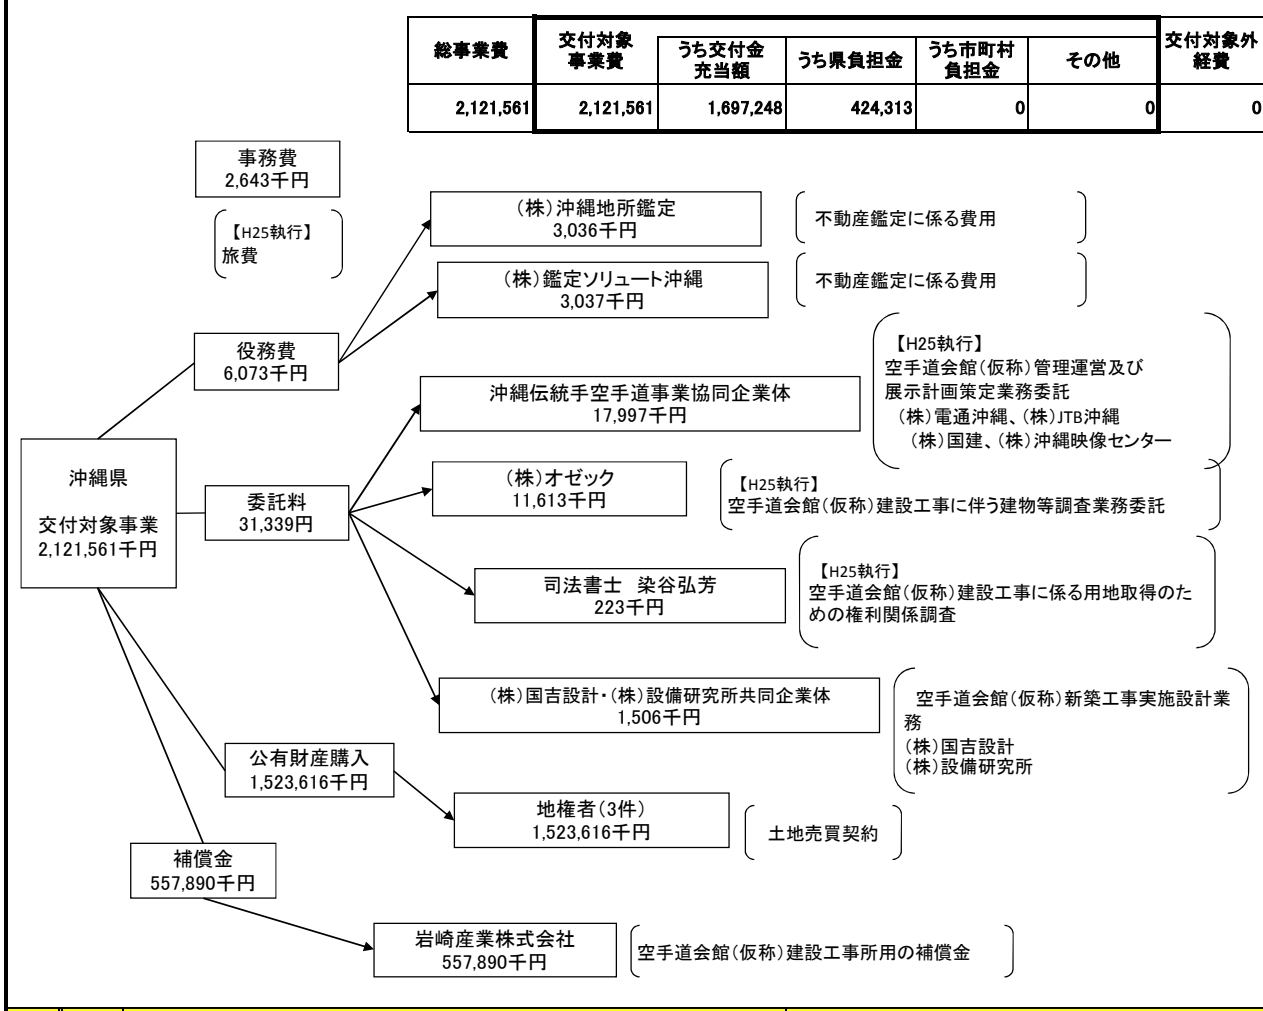 総事業費
交付対象
事業費
うち交付金
充当額
うち県負担金
うち市町村
負担金
その他
交付対象外
経費
2,121,561
2,121,561
1,697,248
424,313
0
0
0
事務費
2,643千円
【H25執行】
旅費
(株)沖縄地所鑑定
3,036千円
不動産鑑定に係る費用
(株)鑑定ソリュート沖縄
3,037千円
不動産鑑定に係る費用
役務費
6,073千円
沖縄伝統手空手道事業協同企業体
17,997千円
【H25執行】
空手道会館(仮称)管理運営及び
展示計画策定業務委託
(株)電通沖縄、(株)JTB沖縄
(株)国建、(株)沖縄映像センター
沖縄県
交付対象事業
2,121,561千円
委託料
31,339円
(株)オゼック
11,613千円
【H25執行】
空手道会館(仮称)建設工事に伴う建物等調査業務委託
司法書士　染谷弘芳
223千円
【H25執行】
空手道会館(仮称)建設工事に係る用地取得のた
めの権利関係調査
(株)国吉設計・(株)設備研究所共同企業体
1,506千円
空手道会館(仮称)新築工事実施設計業
務
(株)国吉設計
(株)設備研究所
公有財産購入
1,523,616千円
地権者(3件)
1,523,616千円
土地売買契約
補償金
557,890千円
岩崎産業株式会社
557,890千円
空手道会館(仮称)建設工事所用の補償金